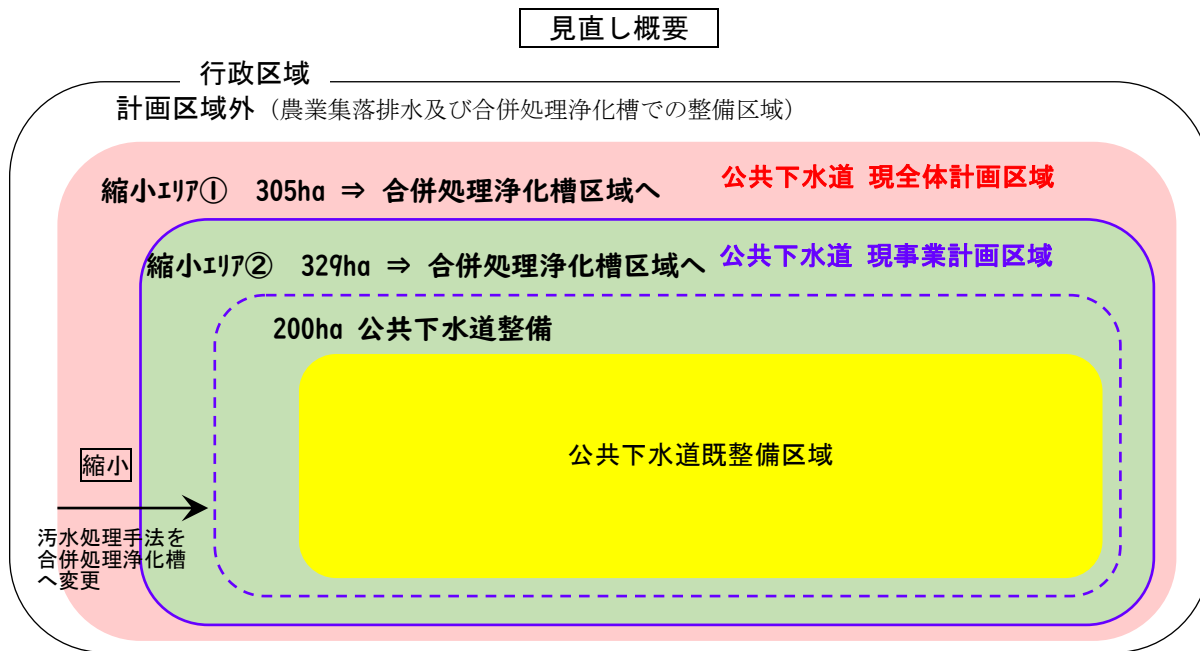 見直し概要
行政区域
計画区域外（農業集落排水及び合併処理浄化槽での整備区域）
縮小ｴﾘｱ① 305ha ⇒ 合併処理浄化槽区域へ
公共下水道 現全体計画区域
縮小ｴﾘｱ② 329ha ⇒ 合併処理浄化槽区域へ
公共下水道 現事業計画区域
200ha 公共下水道整備
公共下水道既整備区域
縮小
汚水処理手法を
合併処理浄化槽
へ変更